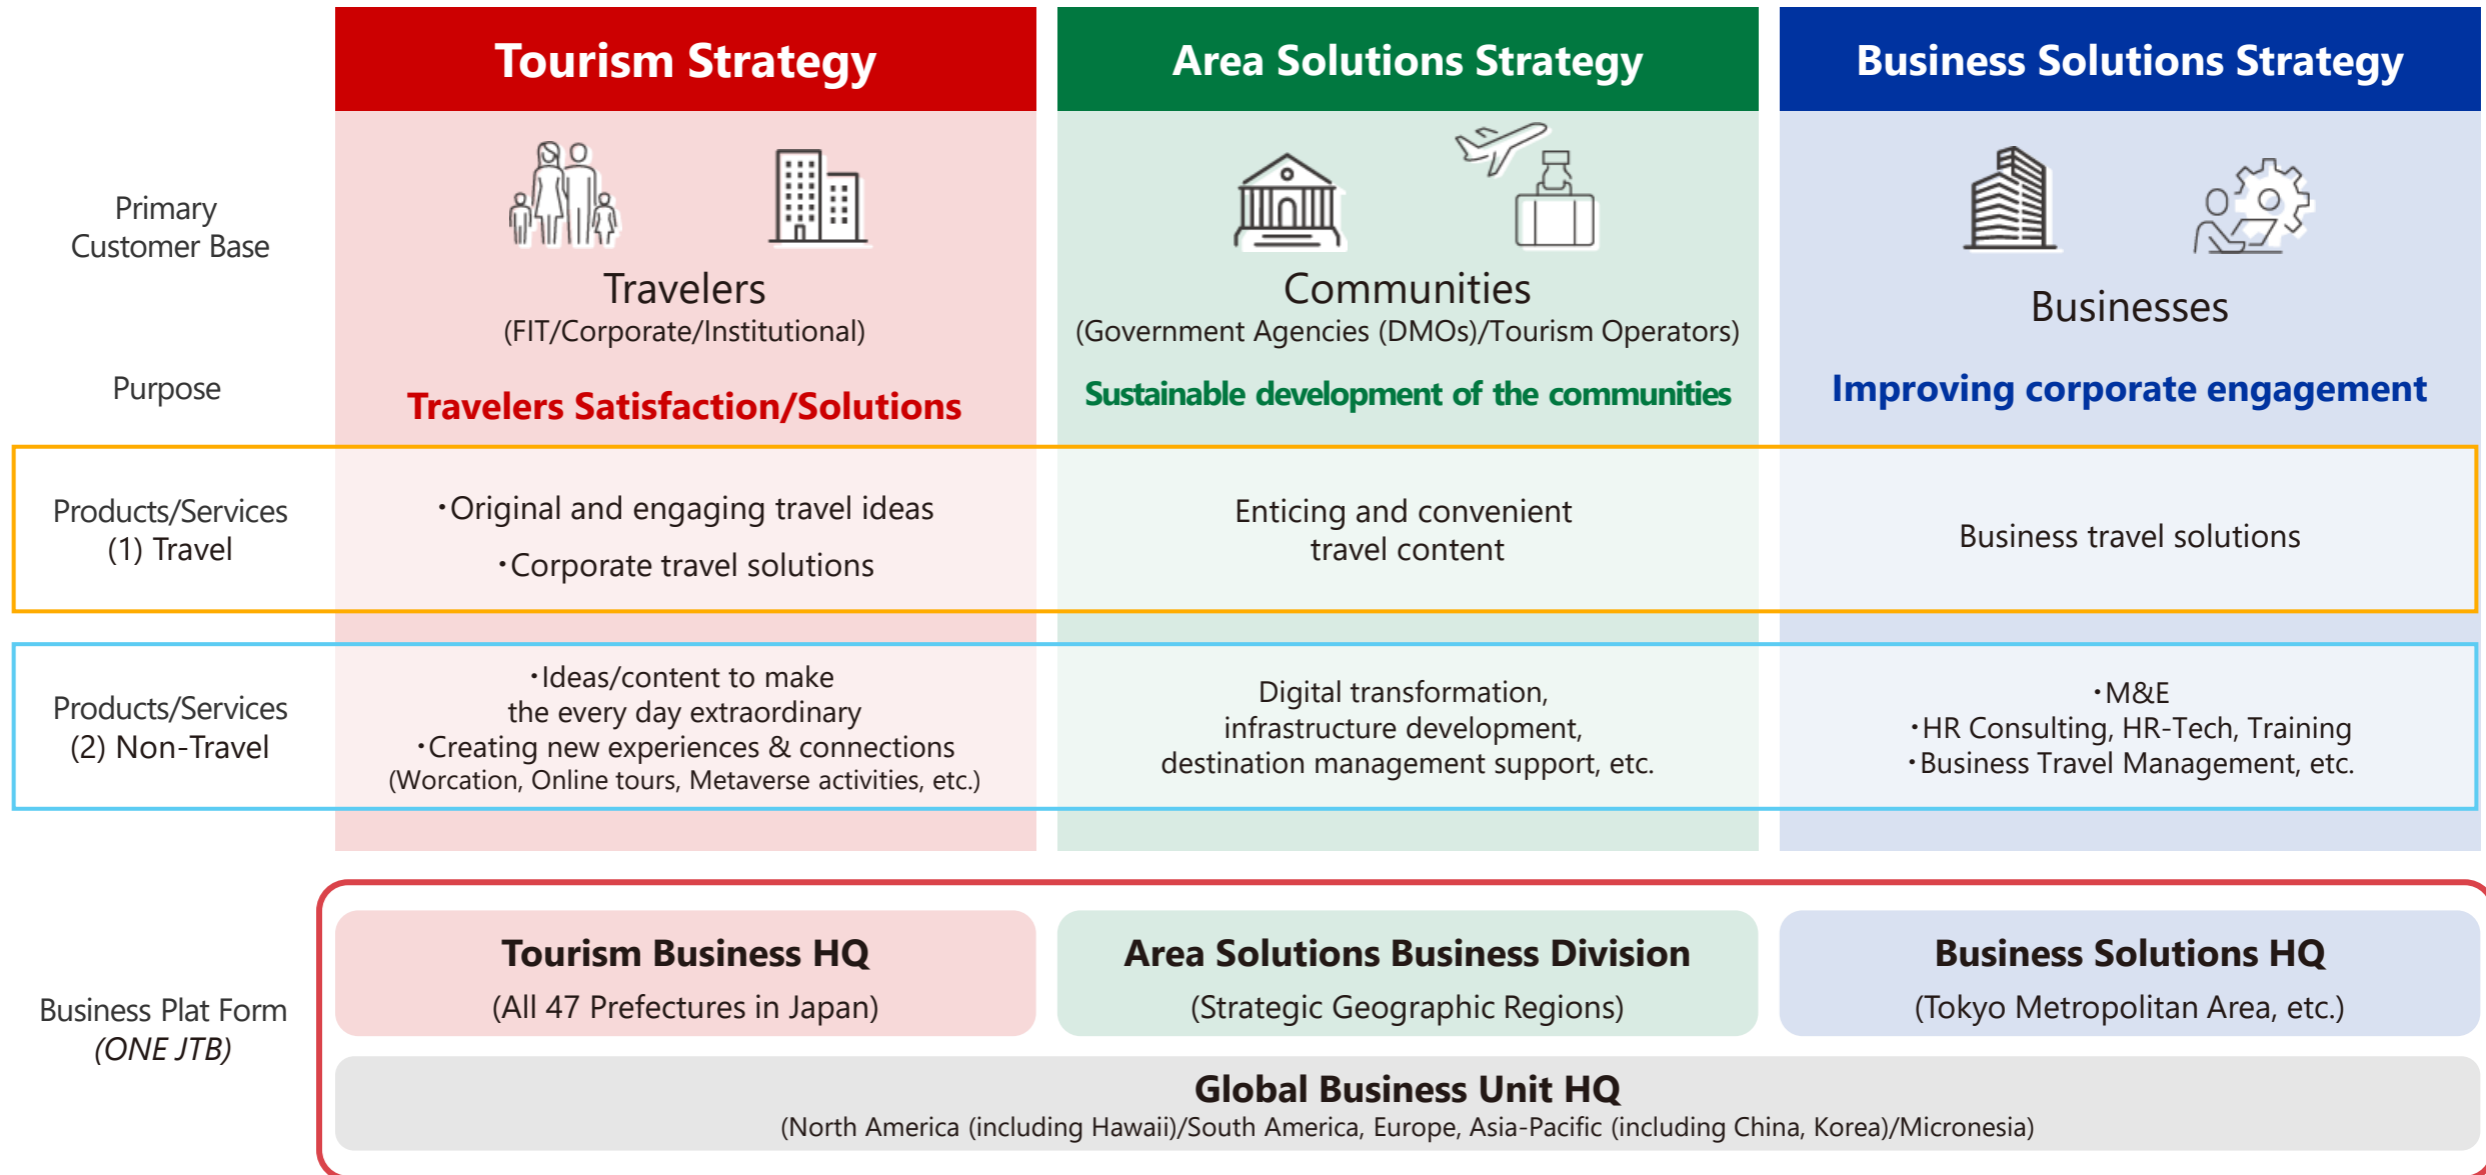 Tourism Strategy
Area Solutions Strategy
Business Solutions Strategy
Primary
Customer Base
Travelers
(FIT/Corporate/Institutional)
Communities
(Government Agencies (DMOs)/Tourism Operators)
Businesses
Purpose
Travelers Satisfaction/Solutions
Sustainable development of the communities
Improving corporate engagement
Products/Services
(1) Travel
・Original and engaging travel ideas
・Corporate travel solutions
Enticing and convenient
travel content
Business travel solutions
Products/Services
(2) Non-Travel
・Ideas/content to make
the every day extraordinary
・Creating new experiences & connections
(Worcation, Online tours, Metaverse activities, etc.)
Digital transformation,
infrastructure development,
destination management support, etc.
・M&E
・HR Consulting, HR-Tech, Training
・Business Travel Management, etc.
Business Plat Form
(ONE JTB)
Tourism Business HQ
(All 47 Prefectures in Japan)
Area Solutions Business Division
(Strategic Geographic Regions)
Business Solutions HQ
(Tokyo Metropolitan Area, etc.)
Global Business Unit HQ
(North America (including Hawaii)/South America, Europe, Asia-Pacific (including China, Korea)/Micronesia)